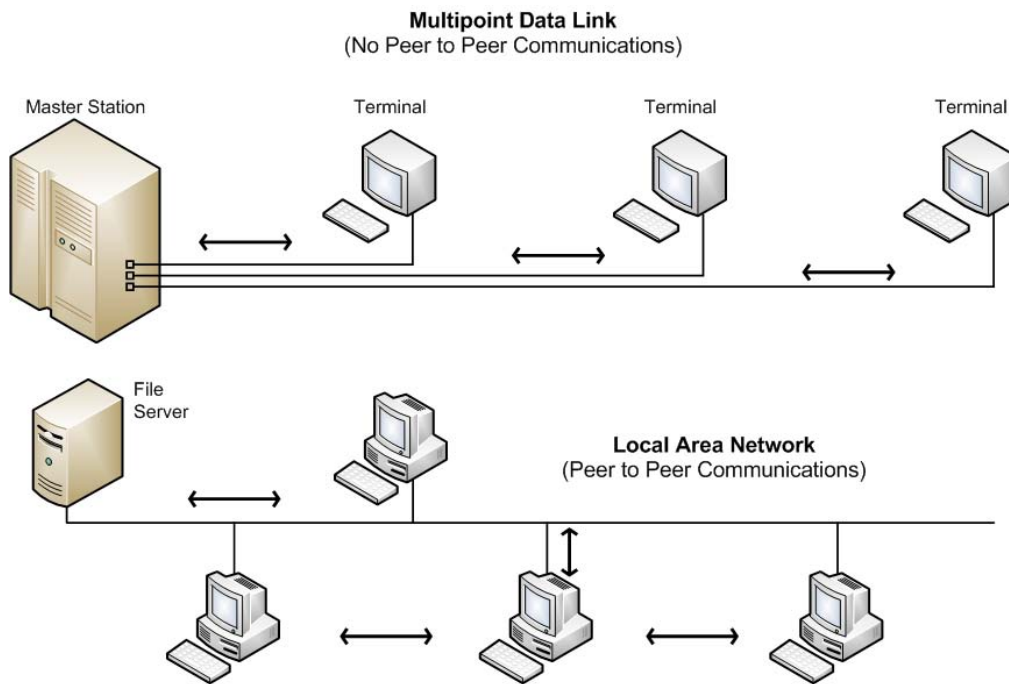 Multipoint Data Link
(No Peer to Peer Communications)
Master Station
Terminal
Terminal
Terminal
File
Server
Local Area Network
(Peer to Peer Communications)